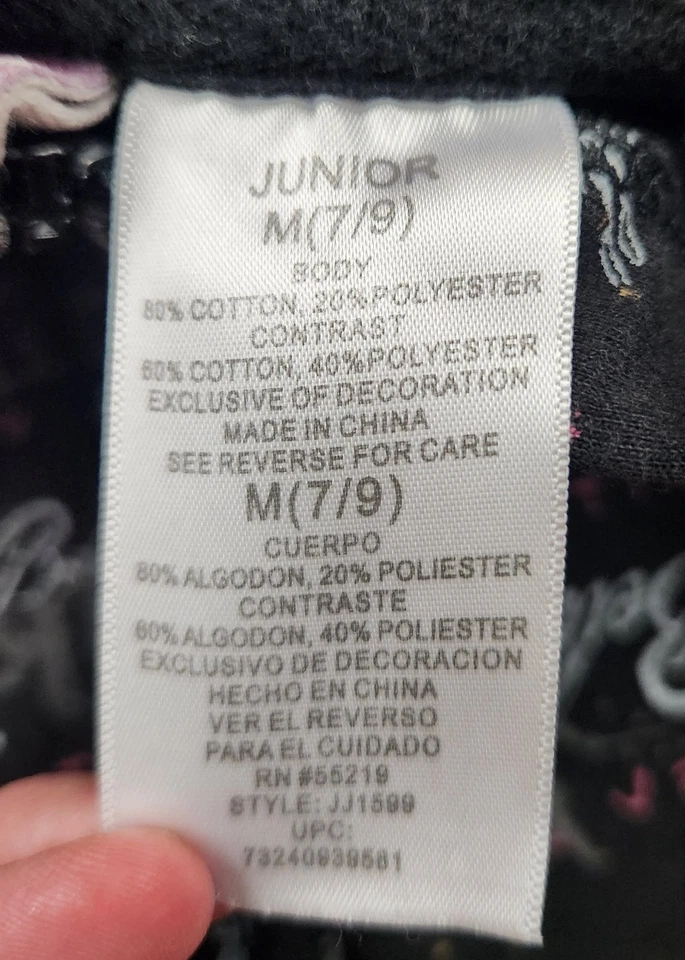 JUNIOR
M(7/9)
BODY
80% COTTON, 20%POLYESTER
CONTRAST
60% COTTON, 40%POLYESTER
EXCLUSIVE OF DECORATION
MADE IN CHINA
SEE REVERSE FOR CARE
M(7/9)
CUERPO
80% ALGODON, 20% POLIESTER
CONTRASTE
60% ALGODON, 40% POLIESTER
EXCLUSIVO DE DECORACION
HECHO EN CHINA
VER EL REVERSO
PARA EL CUIDADO
RN #55219
STYLE: JJ1599
UPC:
73240939561